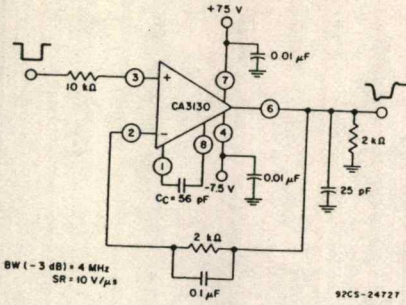 +75 V
0.01 µF
7
3
+
10 kΩ
CA3130
6
2
-
8
4
1
CC = 56 pF
-7.5 V
0.01 µF
2 kΩ
25 pF
2 kΩ
0.1 µF
BW (-3 dB) = 4 MHz
SR = 10 V/µs
92CS-24727